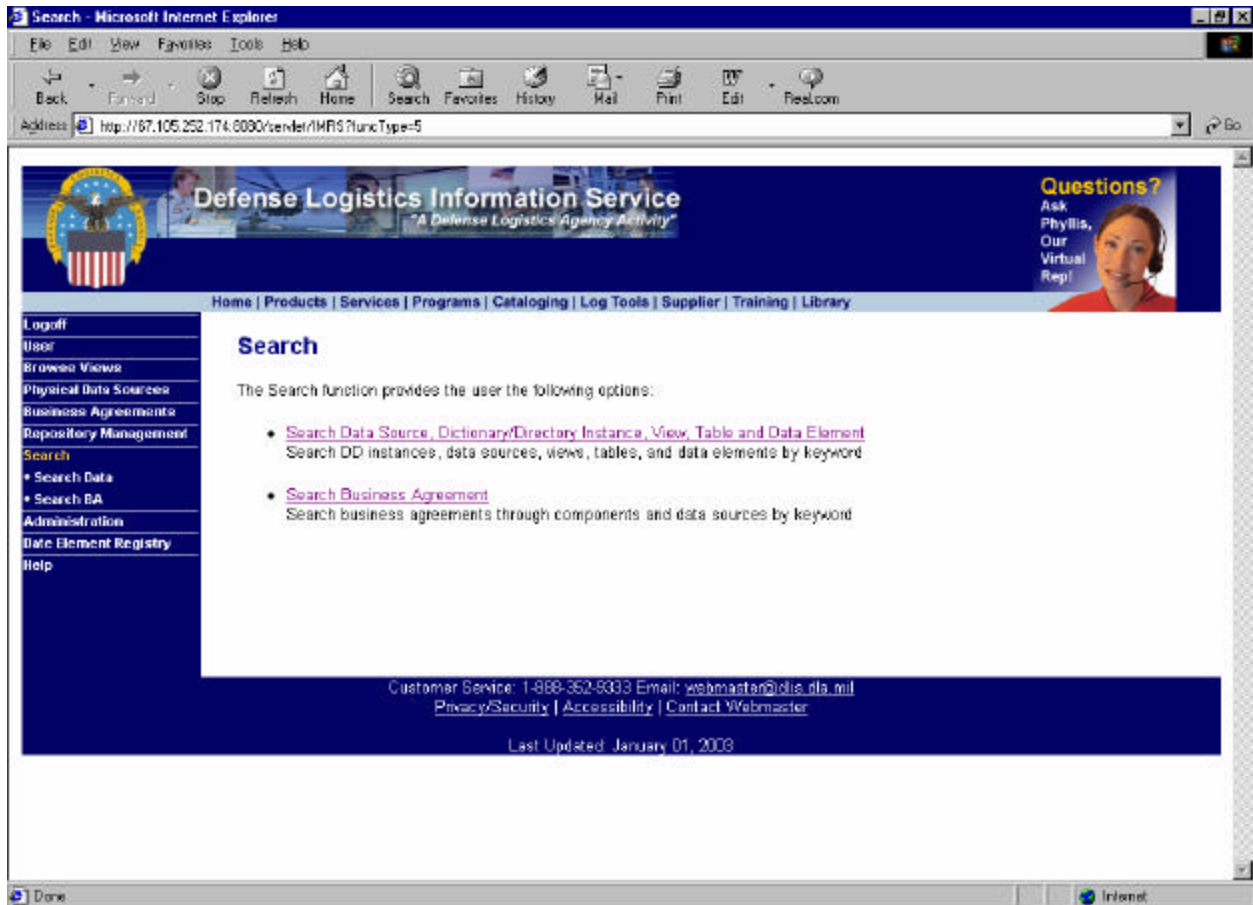 Search - Microsoft Internet Explorer
File Edit View Favorites Tools Help
Back Forward Stop Refresh Home Search Favorites History Mail Print Edit Real.com
Address http://67.105.252.174:8080/servlet/IMRIS?funcType=5 Go
Defense Logistics Information Service
"A Defense Logistics Agency Activity"
Questions?
Ask
Phyllis,
Our
Virtual
Rep!
Home | Products | Services | Programs | Cataloging | Log Tools | Supplier | Training | Library
Logoff
User
Browse Views
Physical Data Sources
Business Agreements
Repository Management
Search
• Search Data
• Search BA
Administration
Date Element Registry
Help
Search
The Search function provides the user the following options:
• Search Data Source, Dictionary/Directory Instance, View, Table and Data Element
Search DD instances, data sources, views, tables, and data elements by keyword
• Search Business Agreement
Search business agreements through components and data sources by keyword
Customer Service: 1-888-352-9333 Email: webmaster@dlis.dla.mil
Privacy/Security | Accessibility | Contact Webmaster
Last Updated: January 01, 2003
Done Internet